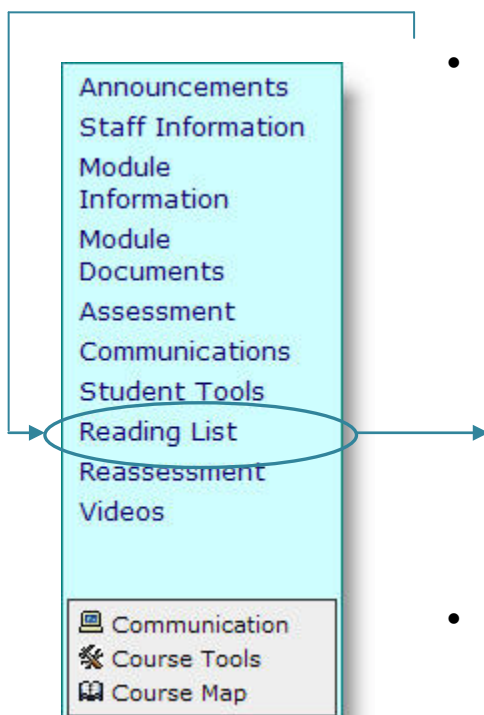 Announcements
Staff Information
Module
Information
Module
Documents
Assessment
Communications
Student Tools
Reading List
Reassessment
Videos
Communication
Course Tools
Course Map